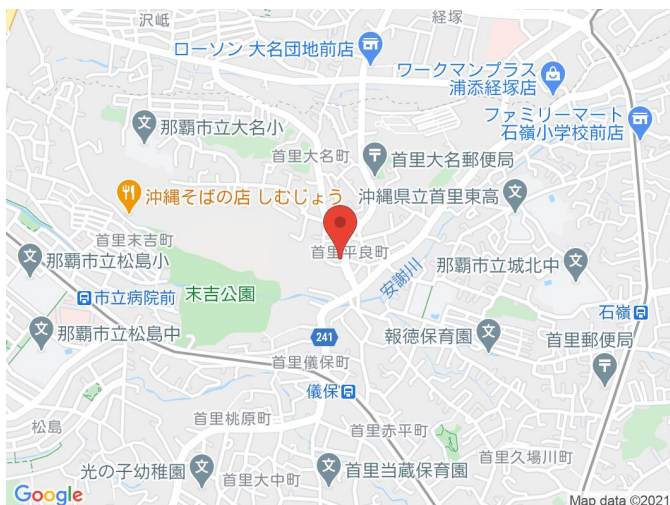 沢岻
経塚
ローソン 大名団地前店
ワークマンプラス
浦添経塚店
ファミリーマート
石嶺小学校前店
那覇市立大名小
首里大名町
首里大名郵便局
沖縄そばの店 しむじょう
沖縄県立首里東高
首里末吉町
首里平良町
那覇市立松島小
那覇市立城北中
安謝川
市立病院前
末吉公園
石嶺
那覇市立松島中
241
報徳保育園
首里郵便局
首里儀保町
儀保
松島
首里桃原町
首里赤平町
首里久場川町
光の子幼稚園
首里大中町
首里当蔵保育園
Google
Map data ©2021